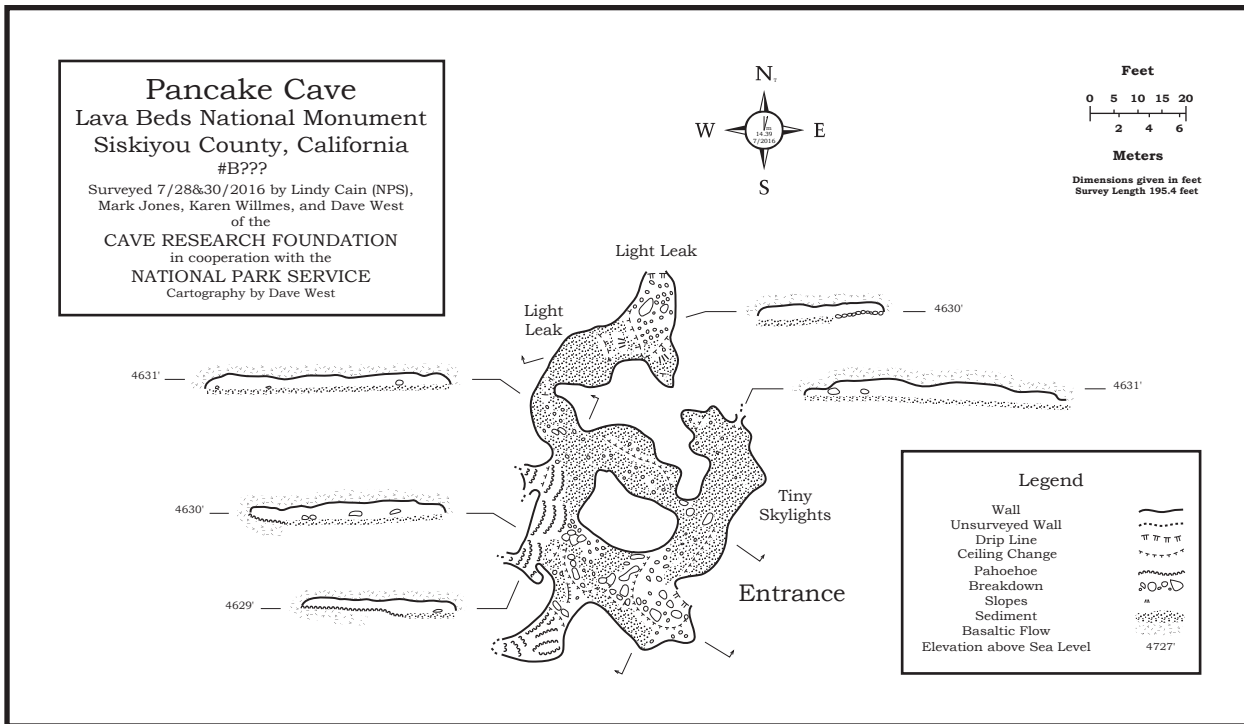 Pancake Cave
Lava Beds National Monument
Siskiyou County, California
#B???
Surveyed 7/28&30/2016 by Lindy Cain (NPS),
Mark Jones, Karen Willmes, and Dave West
of the
CAVE RESEARCH FOUNDATION
in cooperation with the
NATIONAL PARK SERVICE
Cartography by Dave West
N
T
W
E
S
m
14.39
7/2016
Feet
0 5 10 15 20
2 4 6
Meters
Dimensions given in feet
Survey Length 195.4 feet
Light Leak
Light
Leak
4630'
4631'
4631'
4630'
4629'
Tiny
Skylights
Entrance
Legend
Wall
Unsurveyed Wall
Drip Line
Ceiling Change
Pahoehoe
Breakdown
Slopes
Sediment
Basaltic Flow
Elevation above Sea Level 4727'